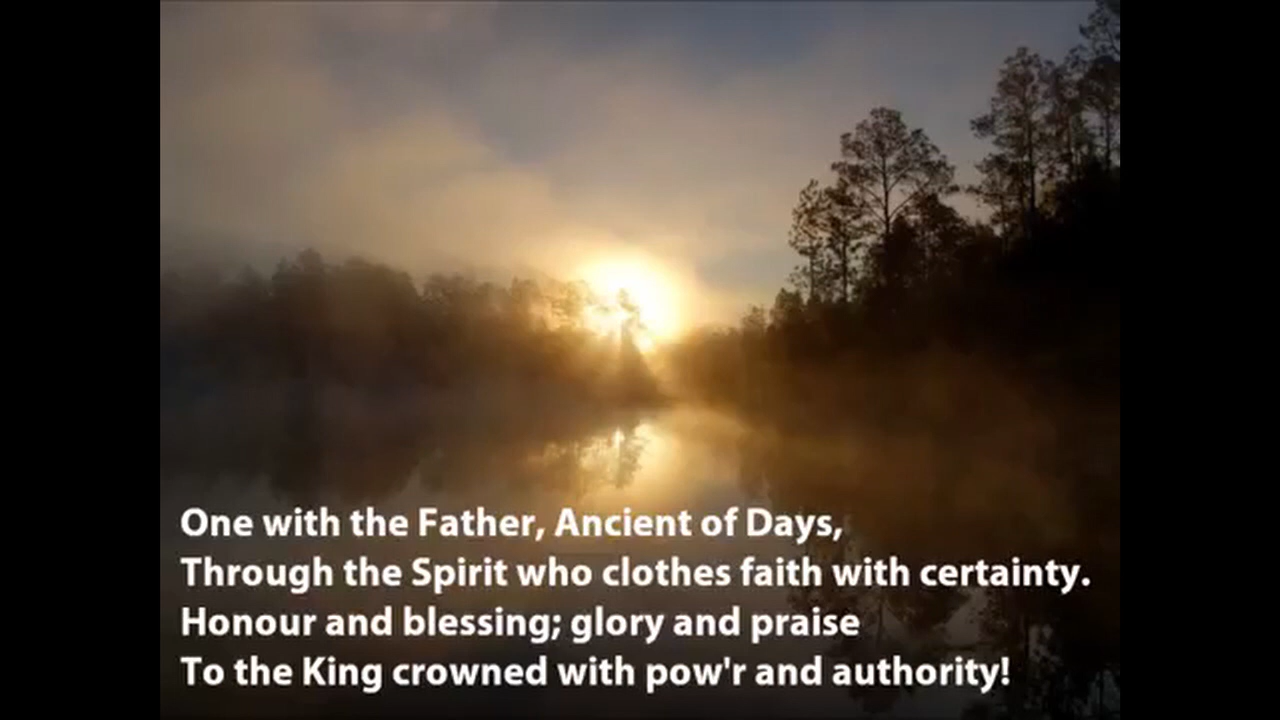 One with the Father, Ancient of Days,
Through the Spirit who clothes faith with certainty.
Honour and blessing; glory and praise
To the King crowned with pow'r and authority!